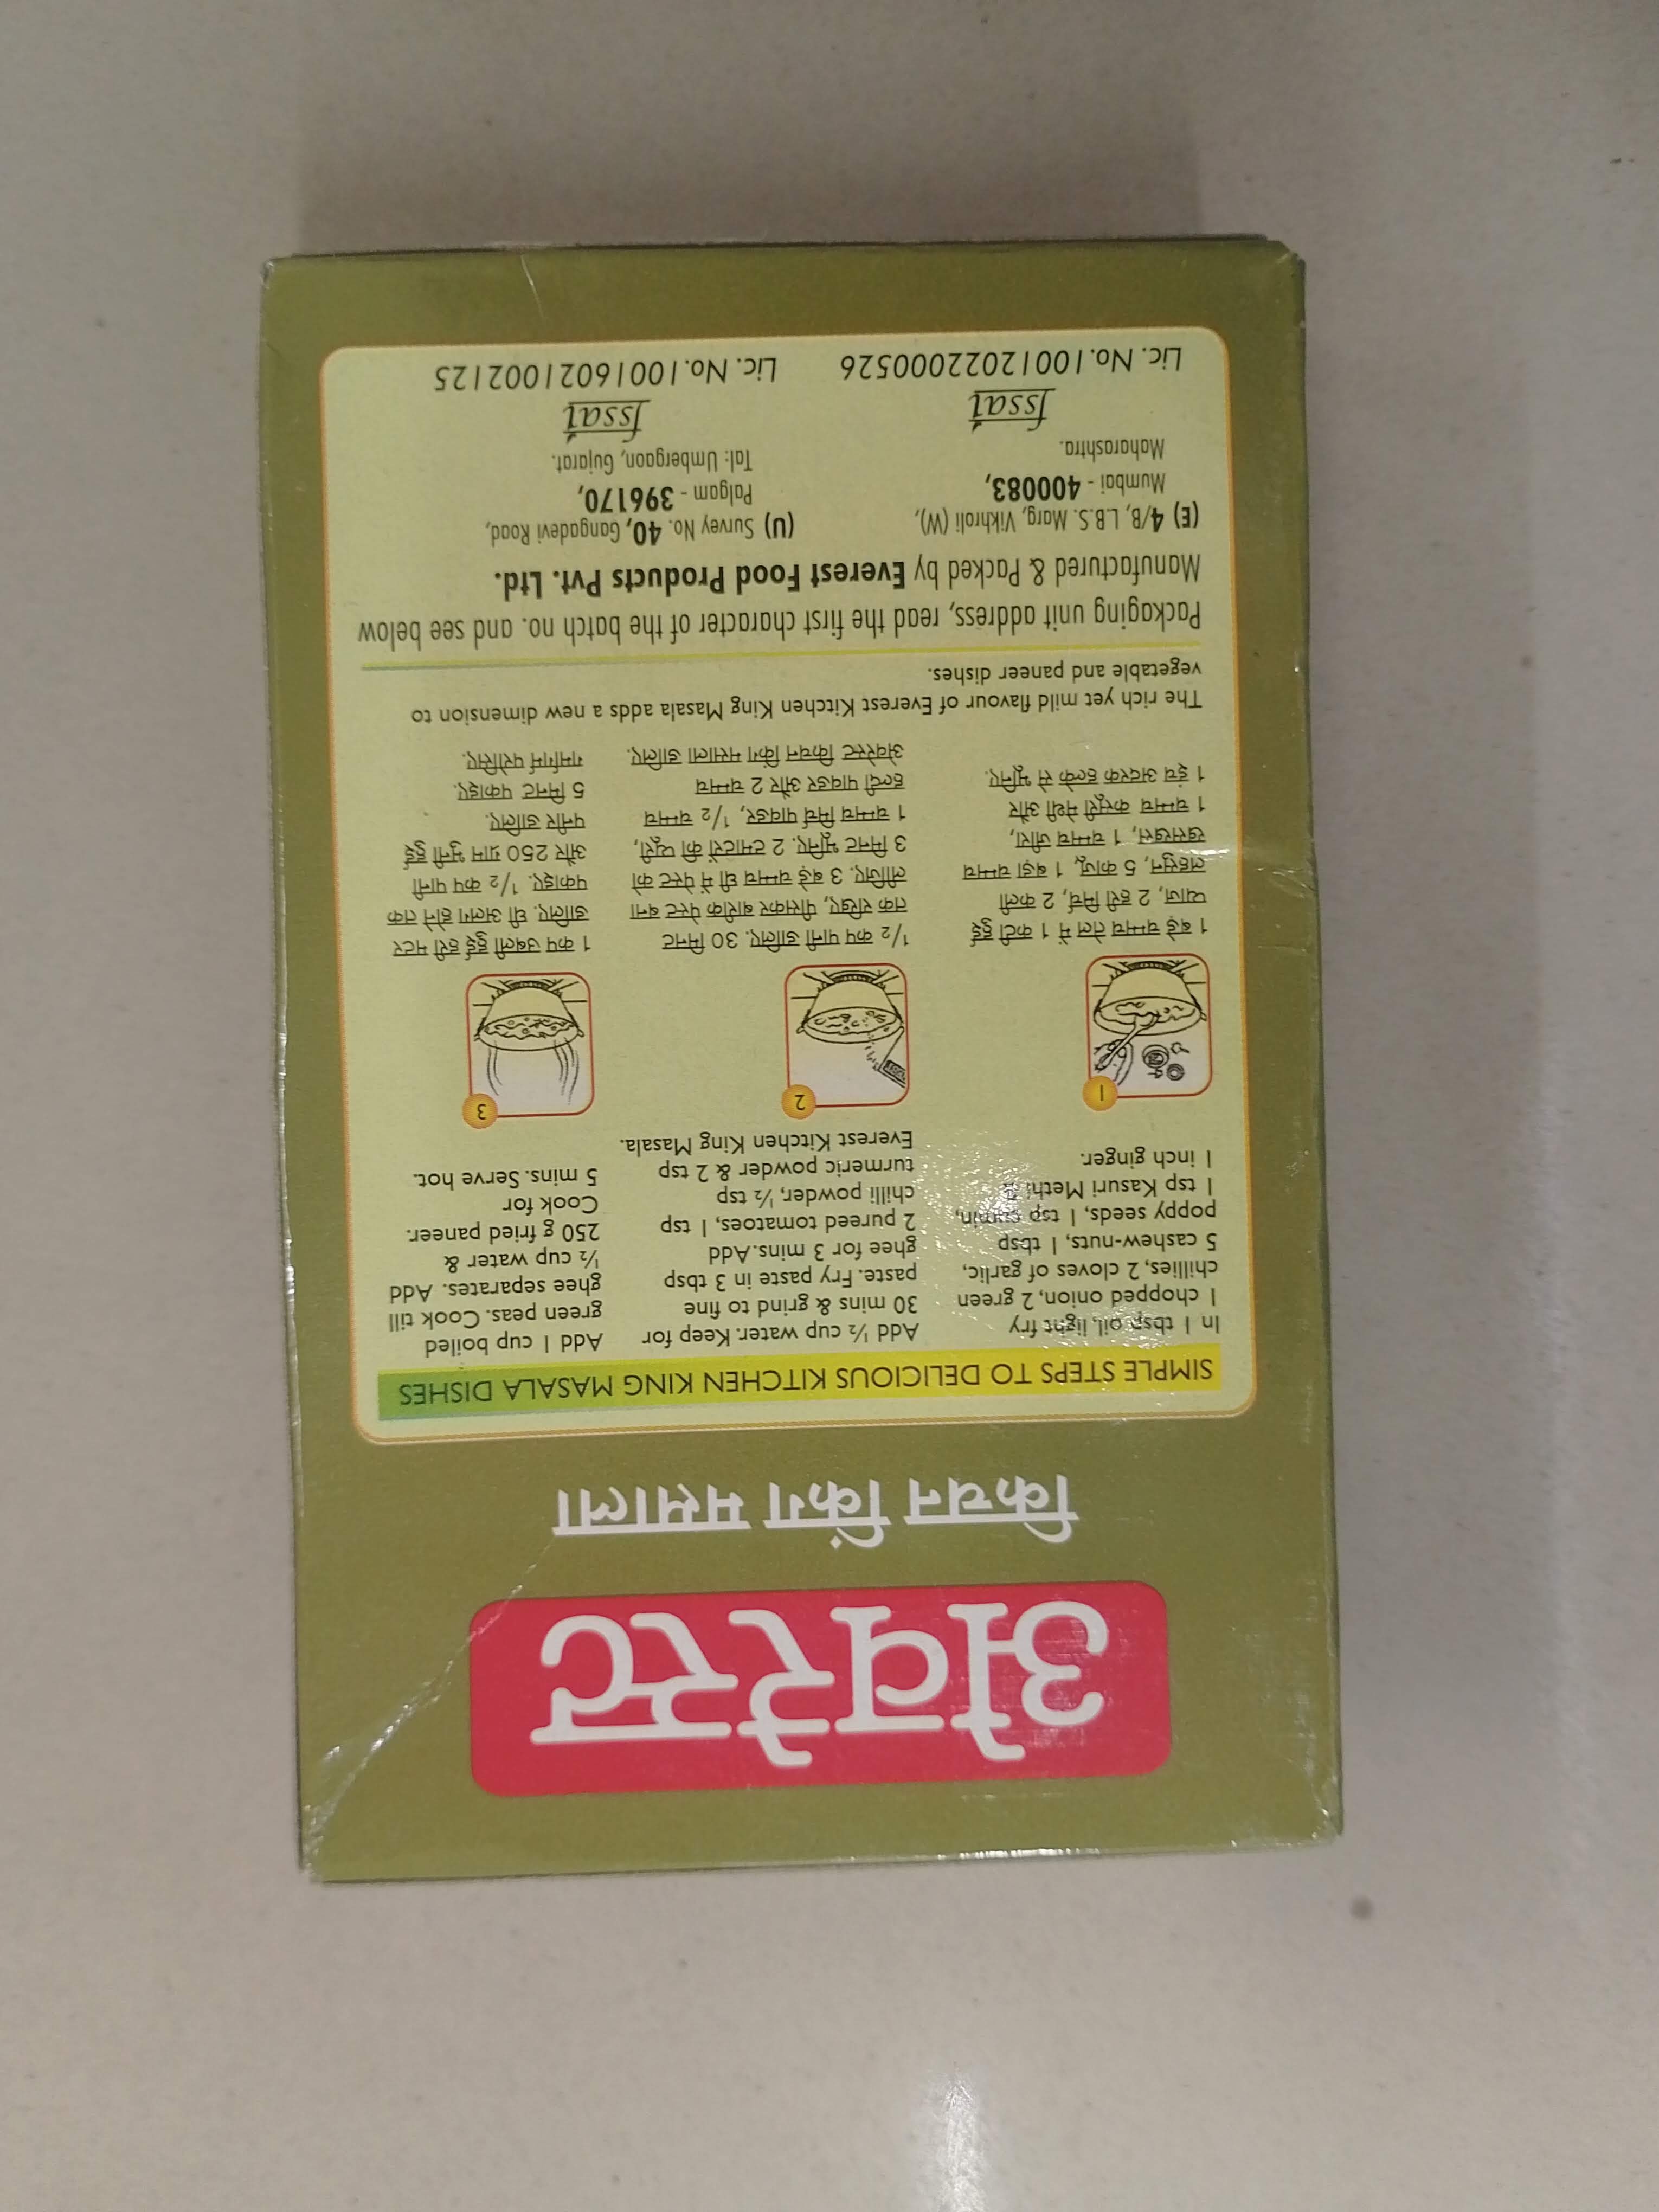 अेवरेस्ट
किचन किंग मसाला
SIMPLE STEPS TO DELICIOUS KITCHEN KING MASALA DISHES
In 1 tbsp oil, light fry
1 chopped onion, 2 green
chillies, 2 cloves of garlic,
5 cashew-nuts, 1 tbsp
poppy seeds, 1 tsp cumin,
1 tsp Kasuri Methi &
1 inch ginger.
Add ½ cup water. Keep for
30 mins & grind to fine
paste. Fry paste in 3 tbsp
ghee for 3 mins. Add
2 pureed tomatoes, 1 tsp
chilli powder, ½ tsp
turmeric powder & 2 tsp
Everest Kitchen King Masala.
Add 1 cup boiled
green peas. Cook till
ghee separates. Add
½ cup water &
250 g fried paneer.
Cook for
5 mins. Serve hot.
1
2
3
1 बड़े चम्मच तेल में 1 कटी हुई
प्याज, 2 हरी मिर्च, 2 कली
लहसुन, 5 काजू, 1 बड़ा चम्मच
खसखस, 1 चम्मच जीरा,
1 चम्मच कसूरी मेथी और
1 इंच अदरक हल्के से भूनिए.
1/2 कप पानी डालिए. 30 मिनट
तक रखिए, पीसकर बारीक पेस्ट बना
लीजिए. 3 बड़े चम्मच घी में पेस्ट को
3 मिनट भूनिए. 2 टमाटरों की प्यूरी,
1 चम्मच मिर्च पावडर, 1/2 चम्मच
हल्दी पावडर और 2 चम्मच
अेवरेस्ट किचन किंग मसाला डालिए.
1 कप उबली हुई हरी मटर
डालिए. घी अलग होने तक
पकाइए. 1/2 कप पानी
और 250 ग्राम भुनी हुई
पनीर डालिए.
5 मिनट पकाइए.
गर्मागर्म परोसिए.
The rich yet mild flavour of Everest Kitchen King Masala adds a new dimension to
vegetable and paneer dishes.
Packaging unit address, read the first character of the batch no. and see below
Manufactured & Packed by Everest Food Products Pvt. Ltd.
(E) 4/B, L.B.S. Marg, Vikhroli (W),
Mumbai - 400083,
Maharashtra.
fssai
Lic. No. 10012022000526
(U) Survey No. 40, Gangadevi Road,
Palgam - 396170,
Tal: Umbergaon, Gujarat.
fssai
Lic. No. 10016021002125